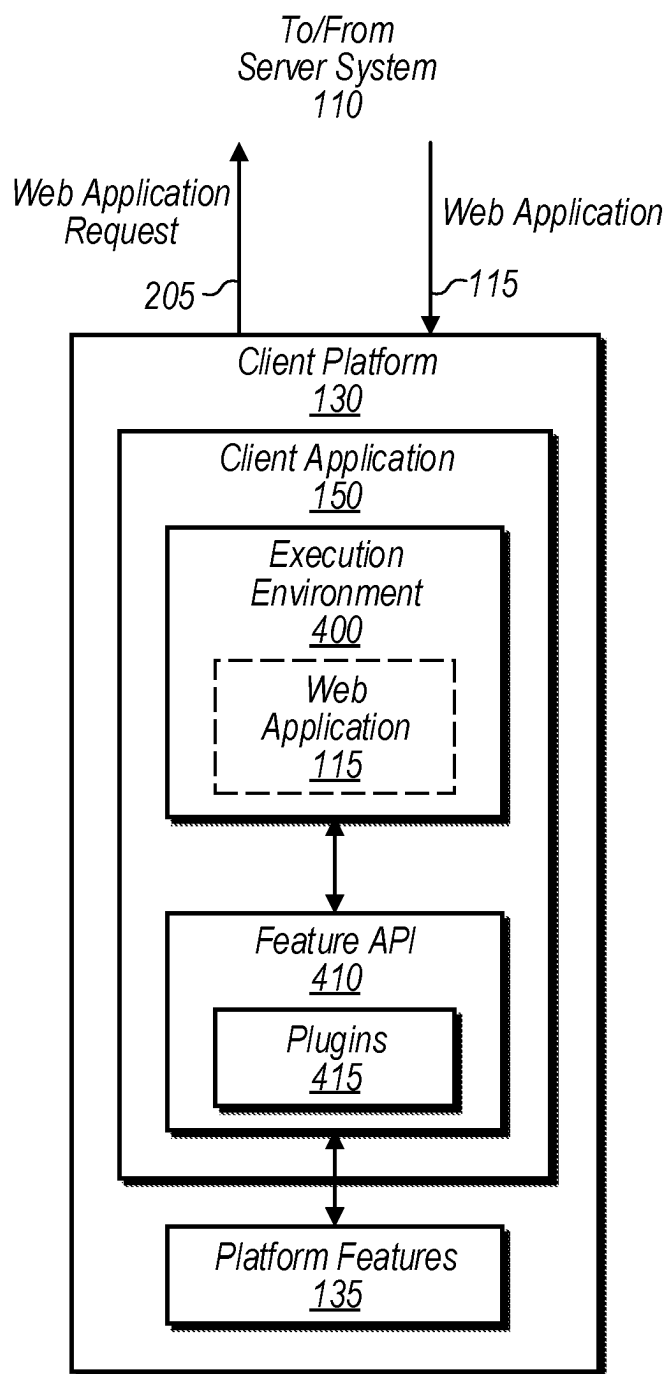 To/From
Server System
110
Web Application
Request
Web Application
205
115
Client Platform
130
Client Application
150
Execution
Environment
400
Web
Application
115
Feature API
410
Plugins
415
Platform Features
135